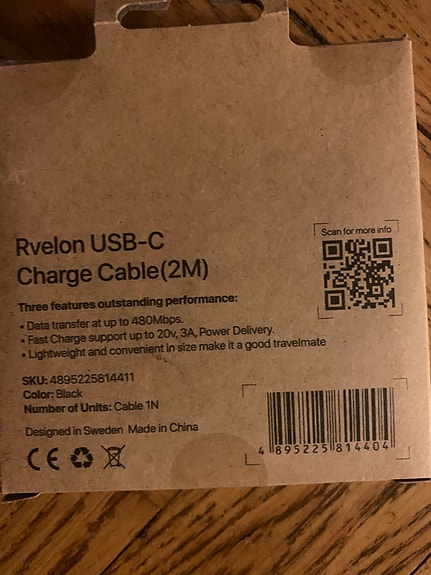 Scan for more info
Rvelon USB-C
Charge Cable(2M)
Three features outstanding performance:
• Data transfer at up to 480Mbps.
• Fast Charge support up to 20v, 3A, Power Delivery.
• Lightweight and convenient in size make it a good travelmate
SKU: 4895225814411
Color: Black
Number of Units: Cable 1N
Designed in Sweden Made in China
CE
4 895225 814404